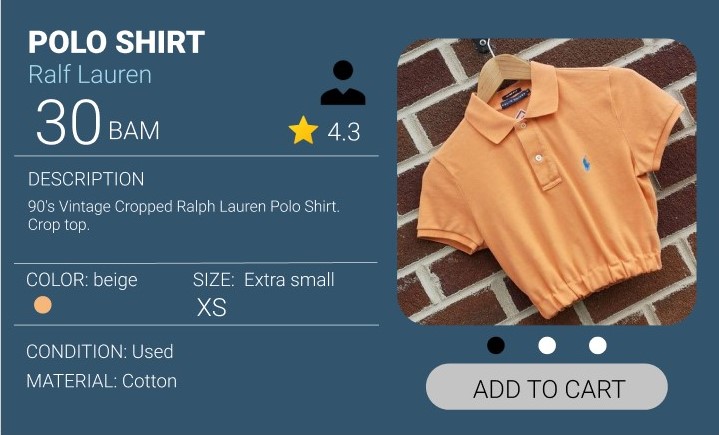 POLO SHIRT
Ralf Lauren
30 BAM
4.3
DESCRIPTION
90's Vintage Cropped Ralph Lauren Polo Shirt.
Crop top.
COLOR: beige
SIZE: Extra small
XS
CONDITION: Used
MATERIAL: Cotton
ADD TO CART